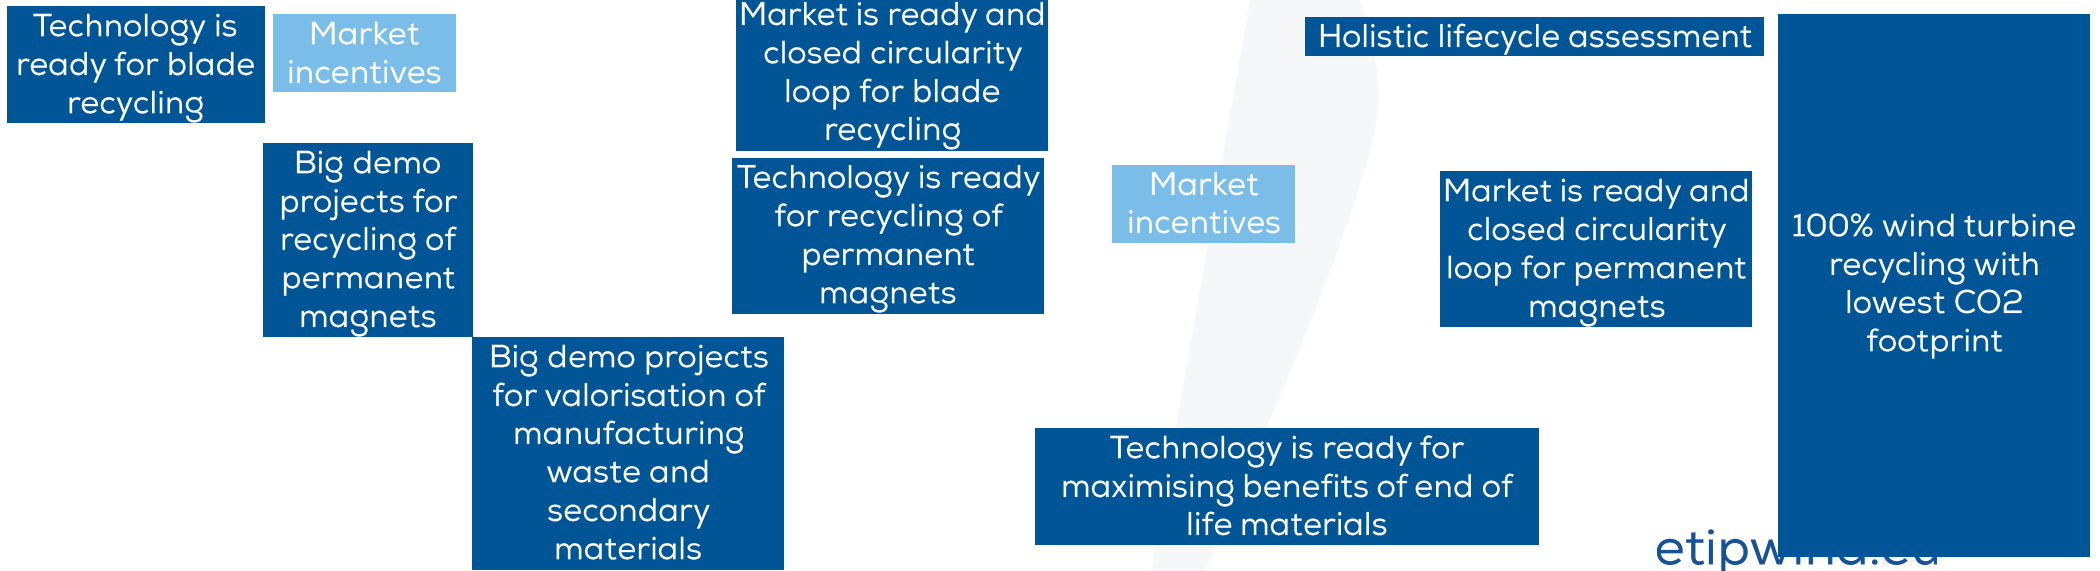 Technology is
ready for blade
recycling
Market
incentives
Market is ready and
closed circularity
loop for blade
recycling
Holistic lifecycle assessment
Big demo
projects for
recycling of
permanent
magnets
Technology is ready
for recycling of
permanent
magnets
Market
incentives
Market is ready and
closed circularity
loop for permanent
magnets
100% wind turbine
recycling with
lowest CO2
footprint
Big demo projects
for valorisation of
manufacturing
waste and
secondary
materials
Technology is ready for
maximising benefits of end of
life materials
etipwind.eu